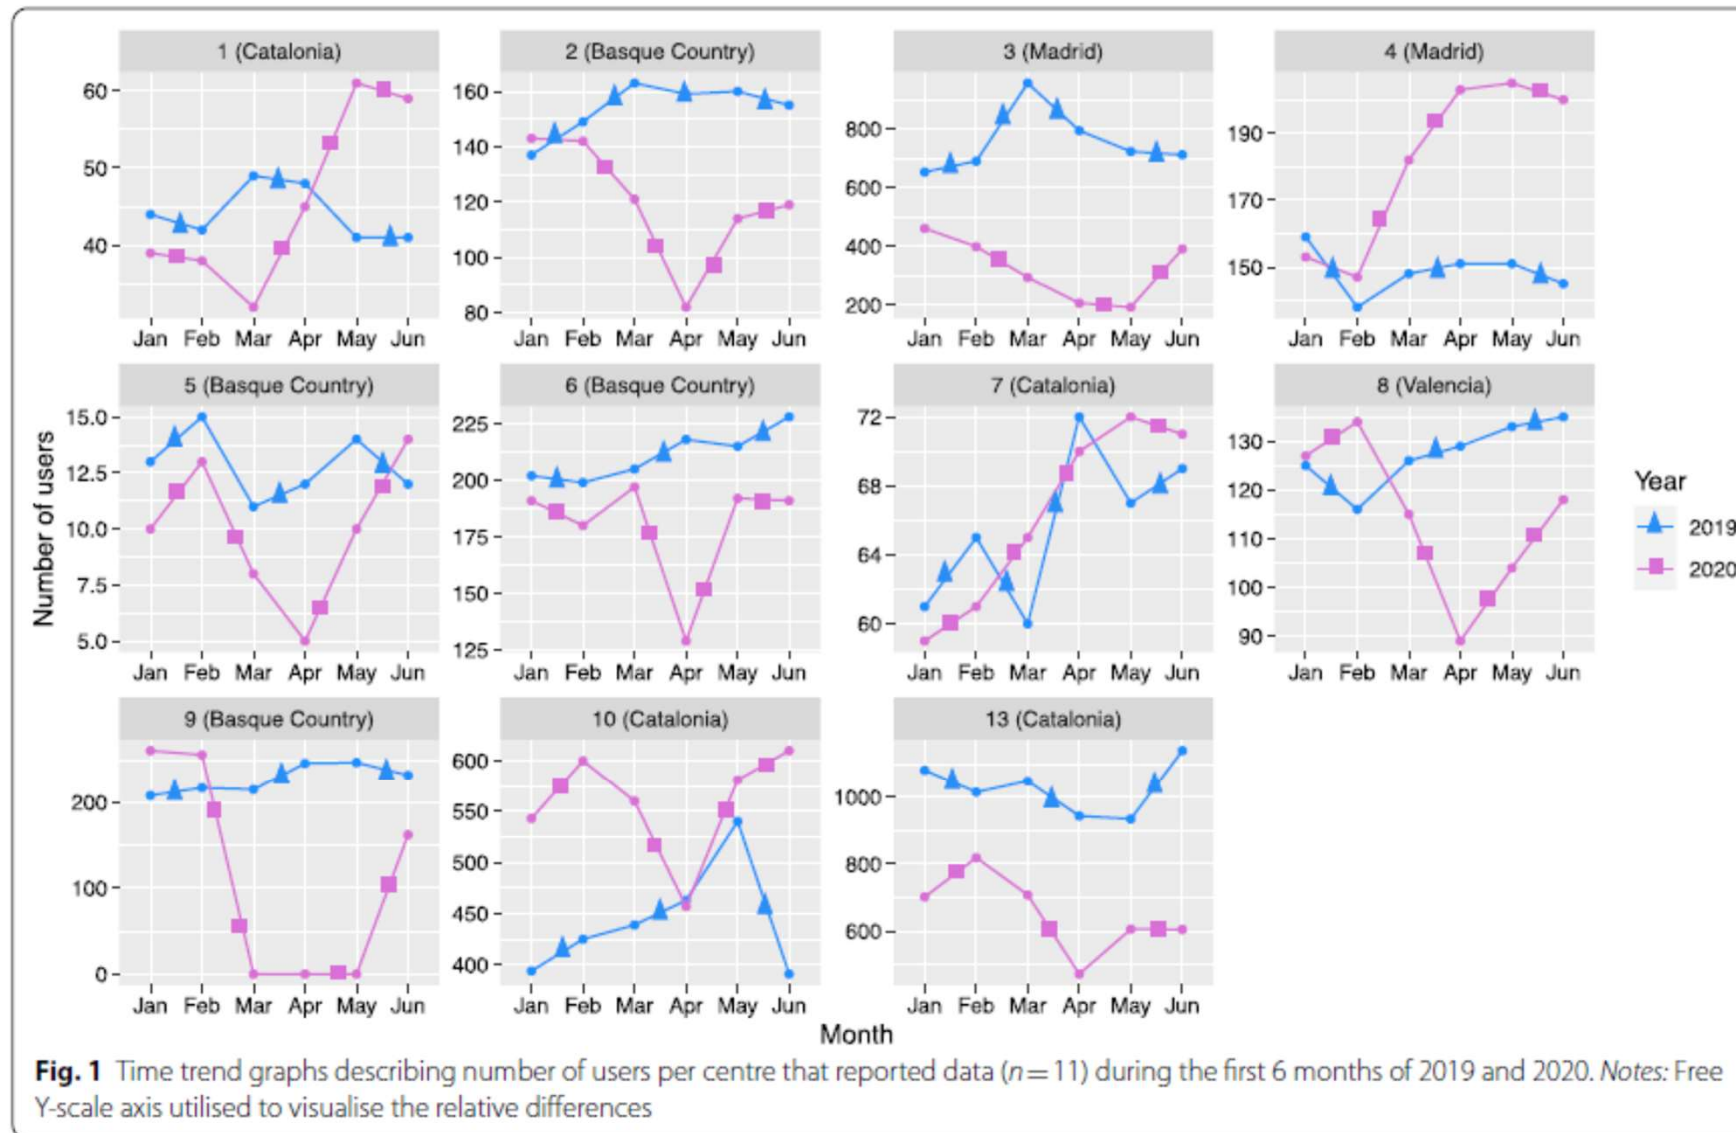 1 (Catalonia) 2 (Basque Country) 3 (Madrid) 4 (Madrid)
60 50 40
160 140 120 100 80
800 600 400 200
190 170 150
Jan Feb Mar Apr May Jun Jan Feb Mar Apr May Jun Jan Feb Mar Apr May Jun Jan Feb Mar Apr May Jun
5 (Basque Country) 6 (Basque Country) 7 (Catalonia) 8 (Valencia)
15.0 12.5 10.0 7.5 5.0
225 200 175 150 125
72 68 64 60
130 120 110 100 90
Jan Feb Mar Apr May Jun Jan Feb Mar Apr May Jun Jan Feb Mar Apr May Jun Jan Feb Mar Apr May Jun
9 (Basque Country) 10 (Catalonia) 13 (Catalonia)
200 100 0
600 550 500 450 400
1000 800 600
Jan Feb Mar Apr May Jun Jan Feb Mar Apr May Jun Jan Feb Mar Apr May Jun
Number of users
Month
Year
2019
2020
Fig. 1 Time trend graphs describing number of users per centre that reported data (n = 11) during the first 6 months of 2019 and 2020. Notes: Free
Y-scale axis utilised to visualise the relative differences